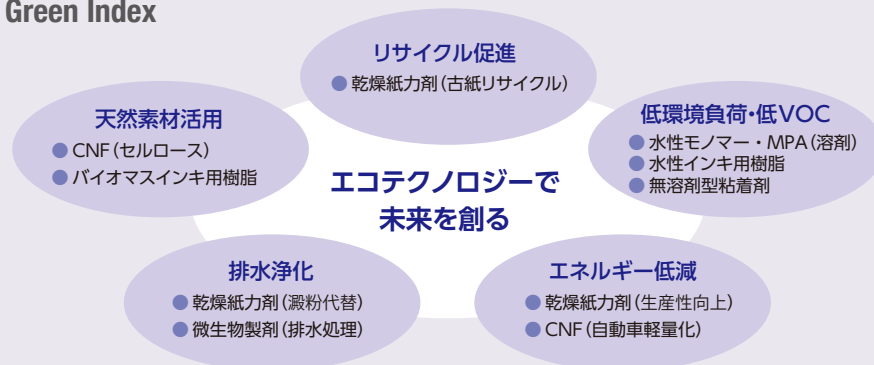 Green Index
リサイクル促進
●乾燥紙力剤(古紙リサイクル)
天然素材活用
●CNF(セルロース)
●バイオマスインキ用樹脂
低環境負荷・低VOC
●水性モノマー・MPA(溶剤)
●水性インキ用樹脂
●無溶剤型粘着剤
エコテクノロジーで
未来を創る
排水浄化
●乾燥紙力剤(澱粉代替)
●微生物製剤(排水処理)
エネルギー低減
●乾燥紙力剤(生産性向上)
●CNF(自動車軽量化)